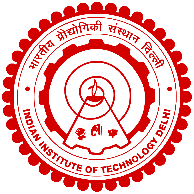 भारतीय प्रौद्योगिकी संस्थान दिल्ली
INDIAN INSTITUTE OF TECHNOLOGY DELHI